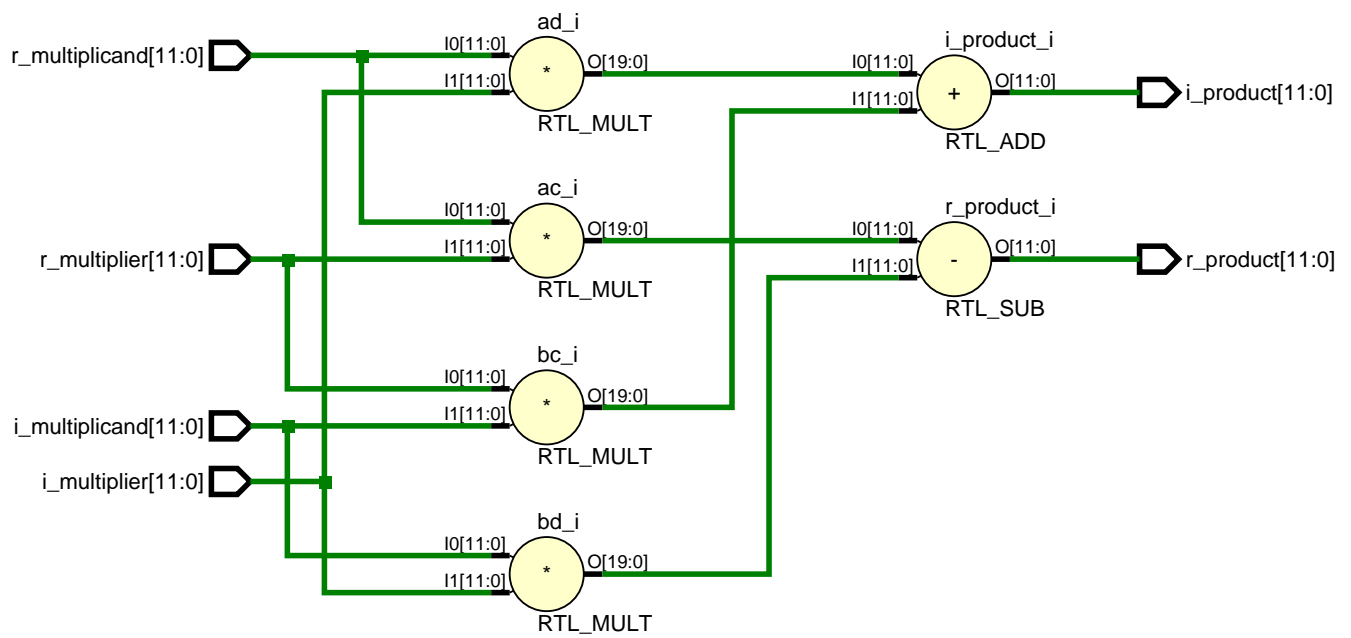 ad_i
r_multiplicand[11:0]
I0[11:0]
I1[11:0]
*
O[19:0]
RTL_MULT
i_product_i
I0[11:0]
I1[11:0]
+
O[11:0]
i_product[11:0]
RTL_ADD
ac_i
r_multiplier[11:0]
I0[11:0]
I1[11:0]
*
O[19:0]
RTL_MULT
r_product_i
I0[11:0]
I1[11:0]
-
O[11:0]
r_product[11:0]
RTL_SUB
bc_i
I0[11:0]
I1[11:0]
*
O[19:0]
RTL_MULT
i_multiplicand[11:0]
i_multiplier[11:0]
bd_i
I0[11:0]
I1[11:0]
*
O[19:0]
RTL_MULT